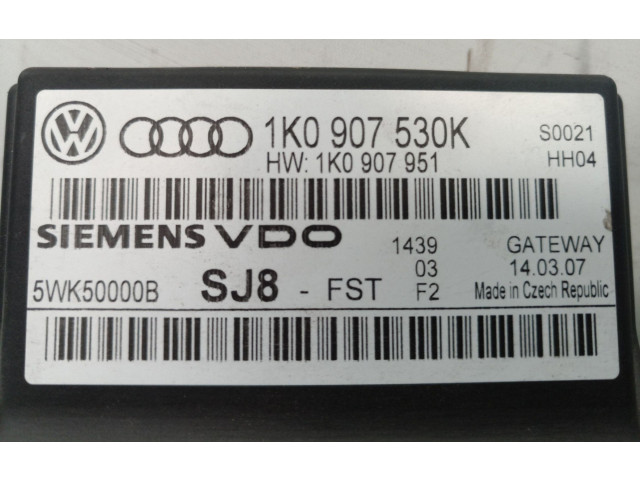 1K0 907 530K S0021
HW: 1K0 907 951 HH04
SIEMENS VDO 1439 GATEWAY
03 14.03.07
5WK50000B SJ8 - FST F2 Made in Czech Republic